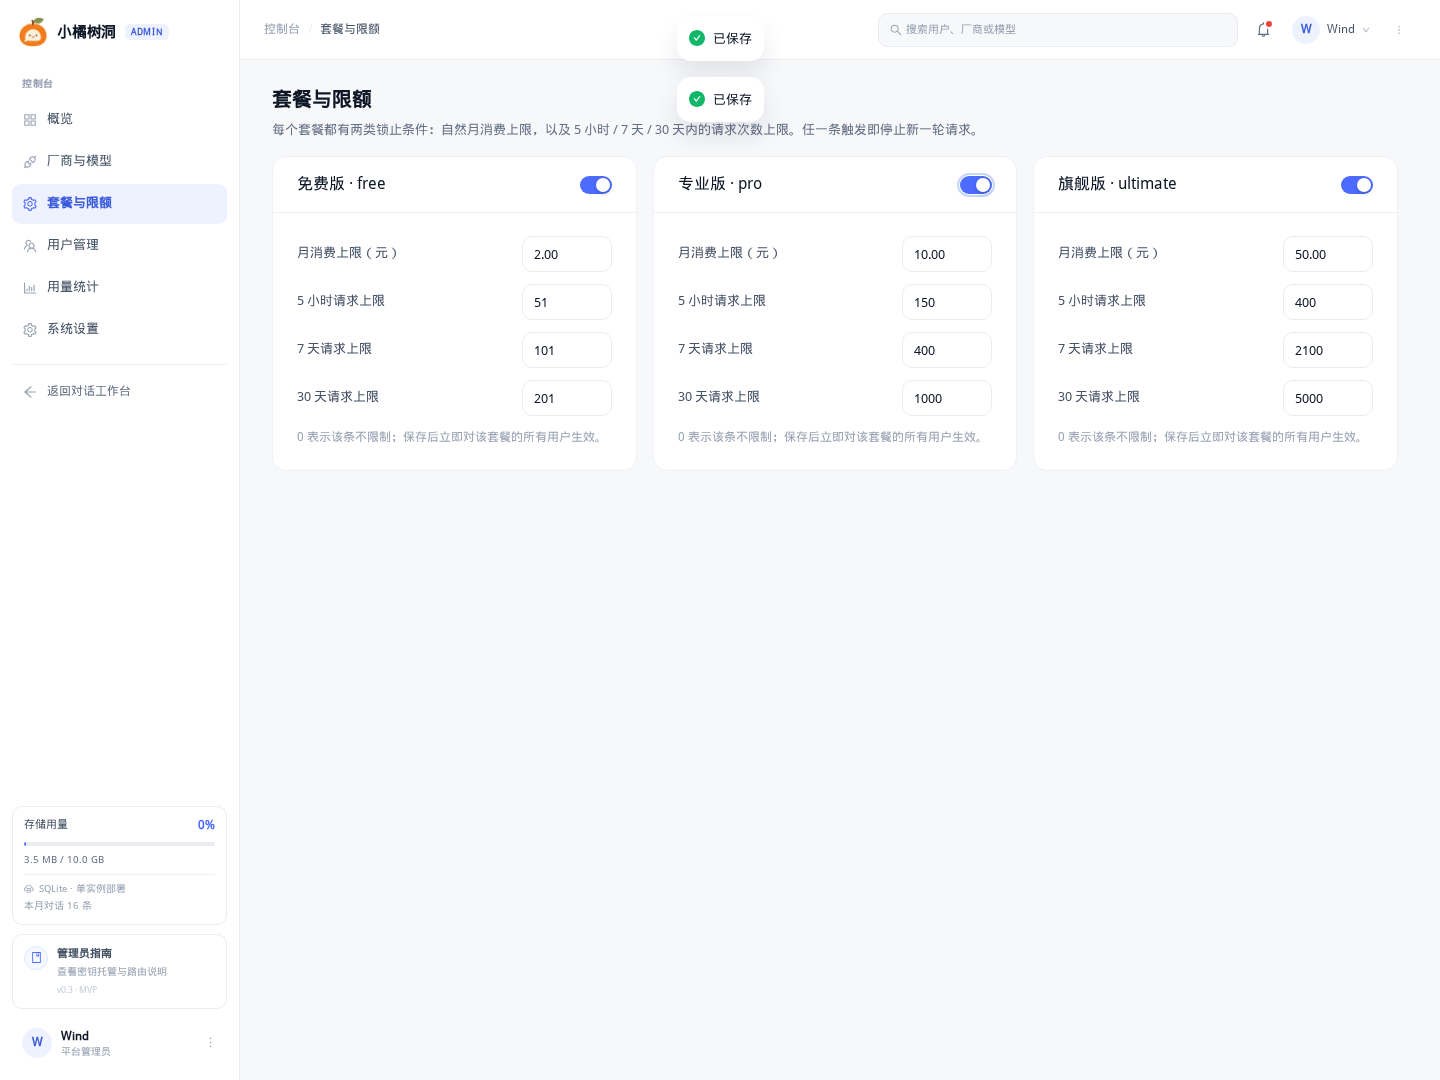 小橘树洞 ADMIN
控制台
概览
厂商与模型
套餐与限额
用户管理
用量统计
系统设置
返回对话工作台
存储用量 0%
3.5 MB / 10.0 GB
SQLite · 单实例部署
本月对话 16 条
管理员指南
查看密钥托管与路由说明
v0.3 · MVP
W Wind
平台管理员
控制台 / 套餐与限额
已保存
搜索用户、厂商或模型
W Wind
已保存
套餐与限额
每个套餐都有两类锁止条件：自然月消费上限，以及 5 小时 / 7 天 / 30 天内的请求次数上限。任一条触发即停止新一轮请求。
免费版 · free
月消费上限（元） 2.00
5 小时请求上限 51
7 天请求上限 101
30 天请求上限 201
0 表示该条不限制；保存后立即对该套餐的所有用户生效。
专业版 · pro
月消费上限（元） 10.00
5 小时请求上限 150
7 天请求上限 400
30 天请求上限 1000
0 表示该条不限制；保存后立即对该套餐的所有用户生效。
旗舰版 · ultimate
月消费上限（元） 50.00
5 小时请求上限 400
7 天请求上限 2100
30 天请求上限 5000
0 表示该条不限制；保存后立即对该套餐的所有用户生效。